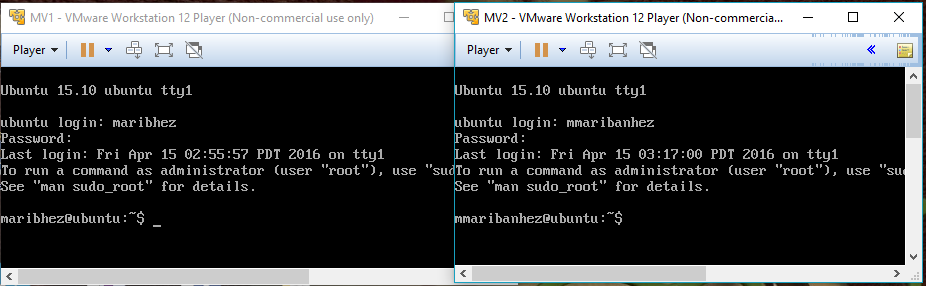 MV1 - VMware Workstation 12 Player (Non-commercial use only)
Player
Ubuntu 15.10 ubuntu tty1
ubuntu login: maribhez
Password:
Last login: Fri Apr 15 02:55:57 PDT 2016 on tty1
To run a command as administrator (user "root"), use "sud
See "man sudo_root" for details.
maribhez@ubuntu:~$ _
MV2 - VMware Workstation 12 Player (Non-commercia...
Player
Ubuntu 15.10 ubuntu tty1
ubuntu login: mmaribanhez
Password:
Last login: Fri Apr 15 03:17:00 PDT 2016 on tty1
To run a command as administrator (user "root"), use "su
See "man sudo_root" for details.
mmaribanhez@ubuntu:~$